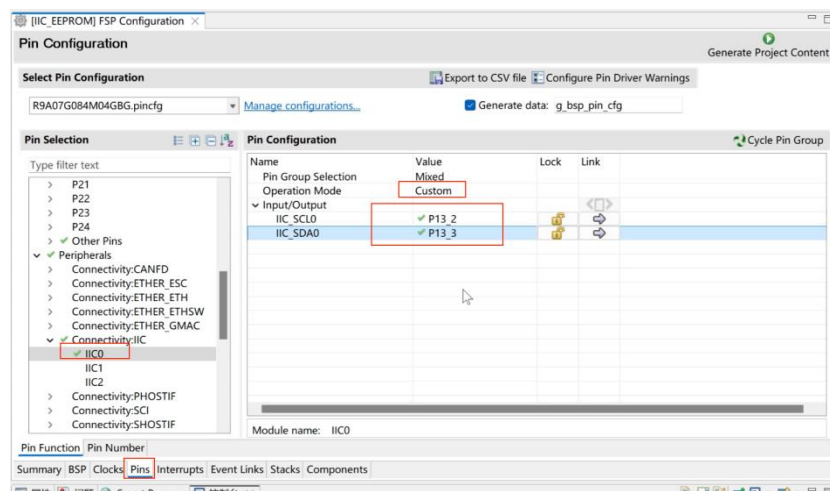 [IIC_EEPROM] FSP Configuration
Pin Configuration
Generate Project Content
Select Pin Configuration
Export to CSV file Configure Pin Driver Warnings
R9A07G084M04GBG.pincfg Manage configurations... Generate data: g_bsp_pin_cfg
Pin Selection
Pin Configuration
Cycle Pin Group
Type filter text
P21
P22
P23
P24
Other Pins
Peripherals
Connectivity:CANFD
Connectivity:ETHER_ESC
Connectivity:ETHER_ETH
Connectivity:ETHER_ETHSW
Connectivity:ETHER_GMAC
Connectivity:IIC
IIC0
IIC1
IIC2
Connectivity:PHOSTIF
Connectivity:SCI
Connectivity:SHOSTIF
Name Value Lock Link
Pin Group Selection Mixed
Operation Mode Custom
Input/Output
IIC_SCL0 P13_2
IIC_SDA0 P13_3
Module name: IIC0
Pin Function Pin Number
Summary BSP Clocks Pins Interrupts Event Links Stacks Components